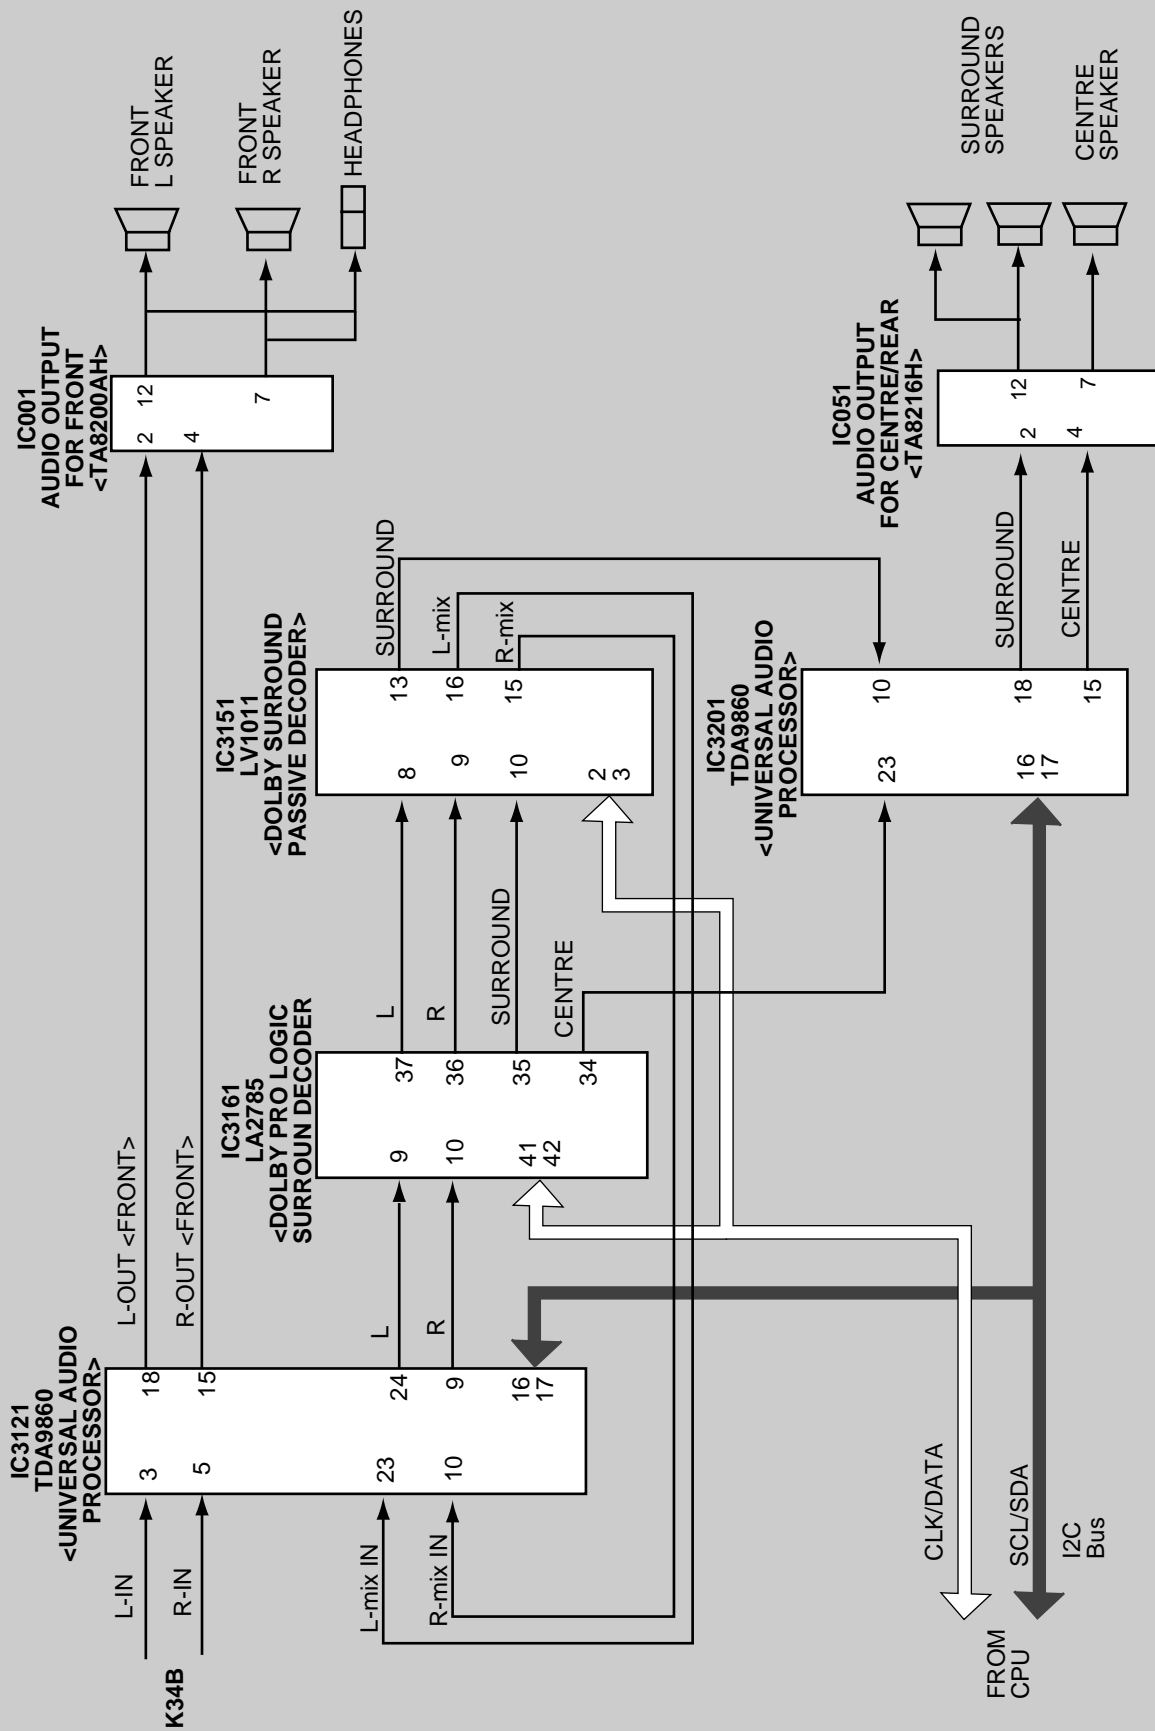 K34B
L-IN
R-IN
IC3121
TDA9860
<UNIVERSAL AUDIO
PROCESSOR>
3
18
5
15
23
24
10
9
16
17
L-mix IN
R-mix IN
L-OUT <FRONT>
R-OUT <FRONT>
L
R
IC3161
LA2785
<DOLBY PRO LOGIC
SURROUN DECODER
9
37
10
36
41
35
42
34
L
R
SURROUND
CENTRE
IC3151
LV1011
<DOLBY SURROUND
PASSIVE DECODER>
8
13
9
16
10
15
2
3
SURROUND
L-mix
R-mix
IC001
AUDIO OUTPUT
FOR FRONT
<TA8200AH>
2
12
4
7
FRONT
L SPEAKER
FRONT
R SPEAKER
HEADPHONES
IC3201
TDA9860
<UNIVERSAL AUDIO
PROCESSOR>
23
10
16
18
17
15
SURROUND
CENTRE
IC051
AUDIO OUTPUT
FOR CENTRE/REAR
<TA8216H>
2
12
4
7
SURROUND
SPEAKERS
CENTRE
SPEAKER
FROM
CPU
CLK/DATA
SCL/SDA
I2C
Bus